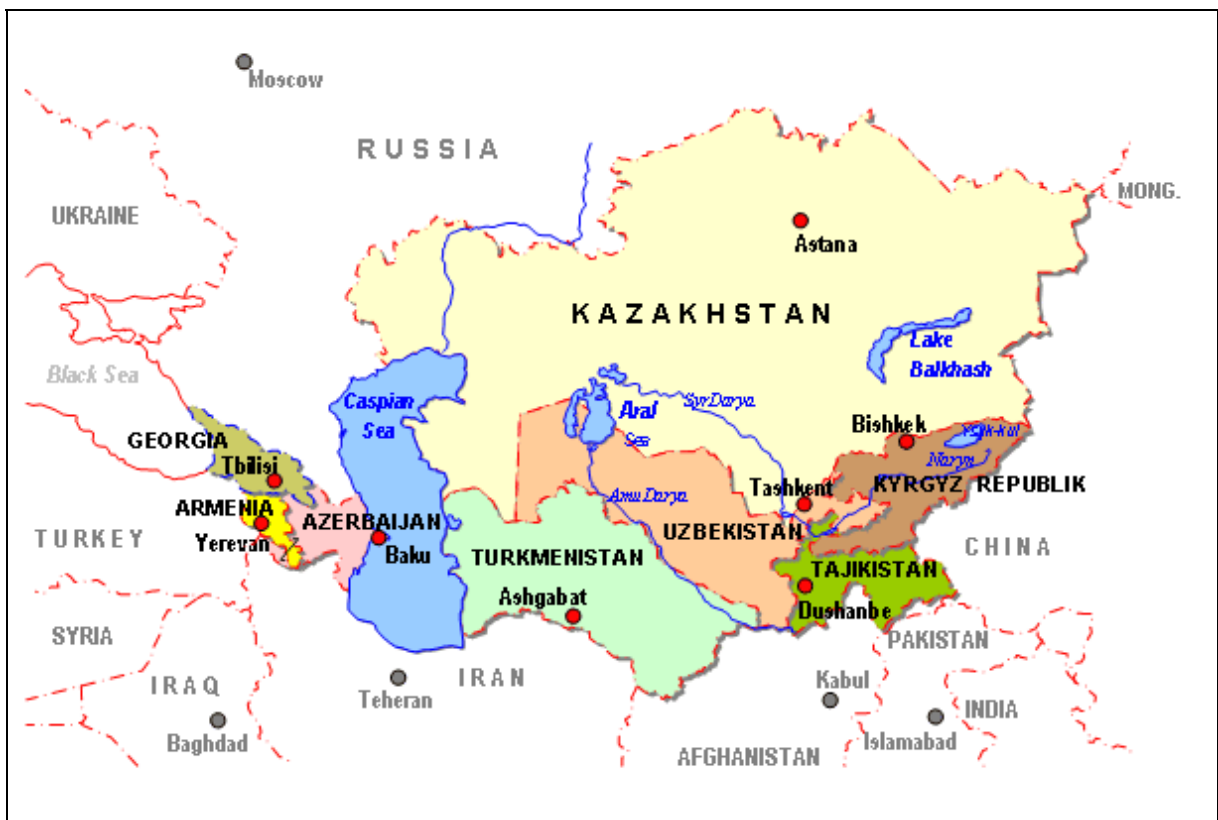 Moscow
RUSSIA
MONG.
UKRAINE
Astana
KAZAKHSTAN
Lake
Balkhash
Black Sea
Caspian
Sea
Aral
Sea
Syr Darya
Bishkek
GEORGIA
Tbilisi
Naryn
Tashkent
KYRGYZ REPUBLIK
Amu Darya
ARMENIA
AZERBAIJAN
UZBEKISTAN
TURKEY
Yerevan
Baku
TURKMENISTAN
CHINA
TAJIKISTAN
Ashgabat
Dushanbe
SYRIA
PAKISTAN
IRAQ
IRAN
Teheran
Kabul
INDIA
Baghdad
Islamabad
AFGHANISTAN